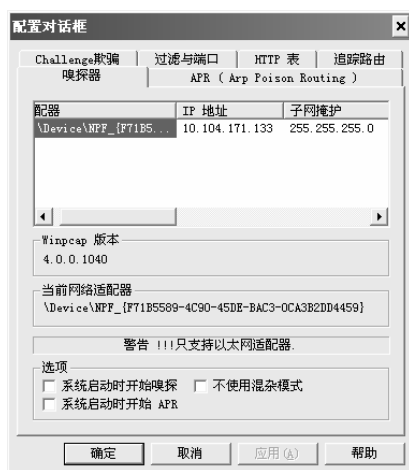 配置对话框
Challenge欺骗 过滤与端口 HTTP 表 追踪路由
嗅探器 APR ( Arp Poison Routing )
配器 IP 地址 子网掩护
\Device\NPF_{F71B5... 10.104.171.133 255.255.255.0
Winpcap 版本
4.0.0.1040
当前网络适配器
\Device\NPF_{F71B5589-4C90-45DE-BAC3-0CA3B2DD4459}
警告 !!!只支持以太网适配器.
选项
系统启动时开始嗅探 不使用混杂模式
系统启动时开始 APR
确定 取消 应用(A) 帮助